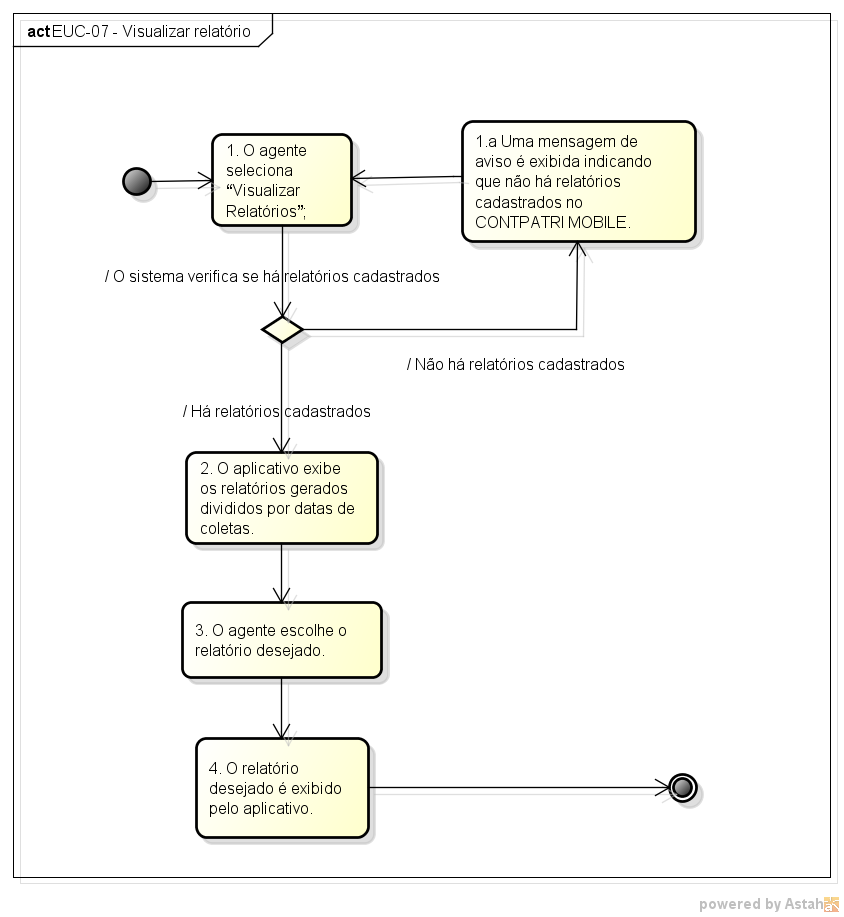 act EUC-07 - Visualizar relatório
1. O agente
seleciona
“Visualizar
Relatórios”;
1.a Uma mensagem de
aviso é exibida indicando
que não há relatórios
cadastrados no
CONTPATRI MOBILE.
/ O sistema verifica se há relatórios cadastrados
/ Não há relatórios cadastrados
/ Há relatórios cadastrados
2. O aplicativo exibe
os relatórios gerados
divididos por datas de
coletas.
3. O agente escolhe o
relatório desejado.
4. O relatório
desejado é exibido
pelo aplicativo.
powered by Astah